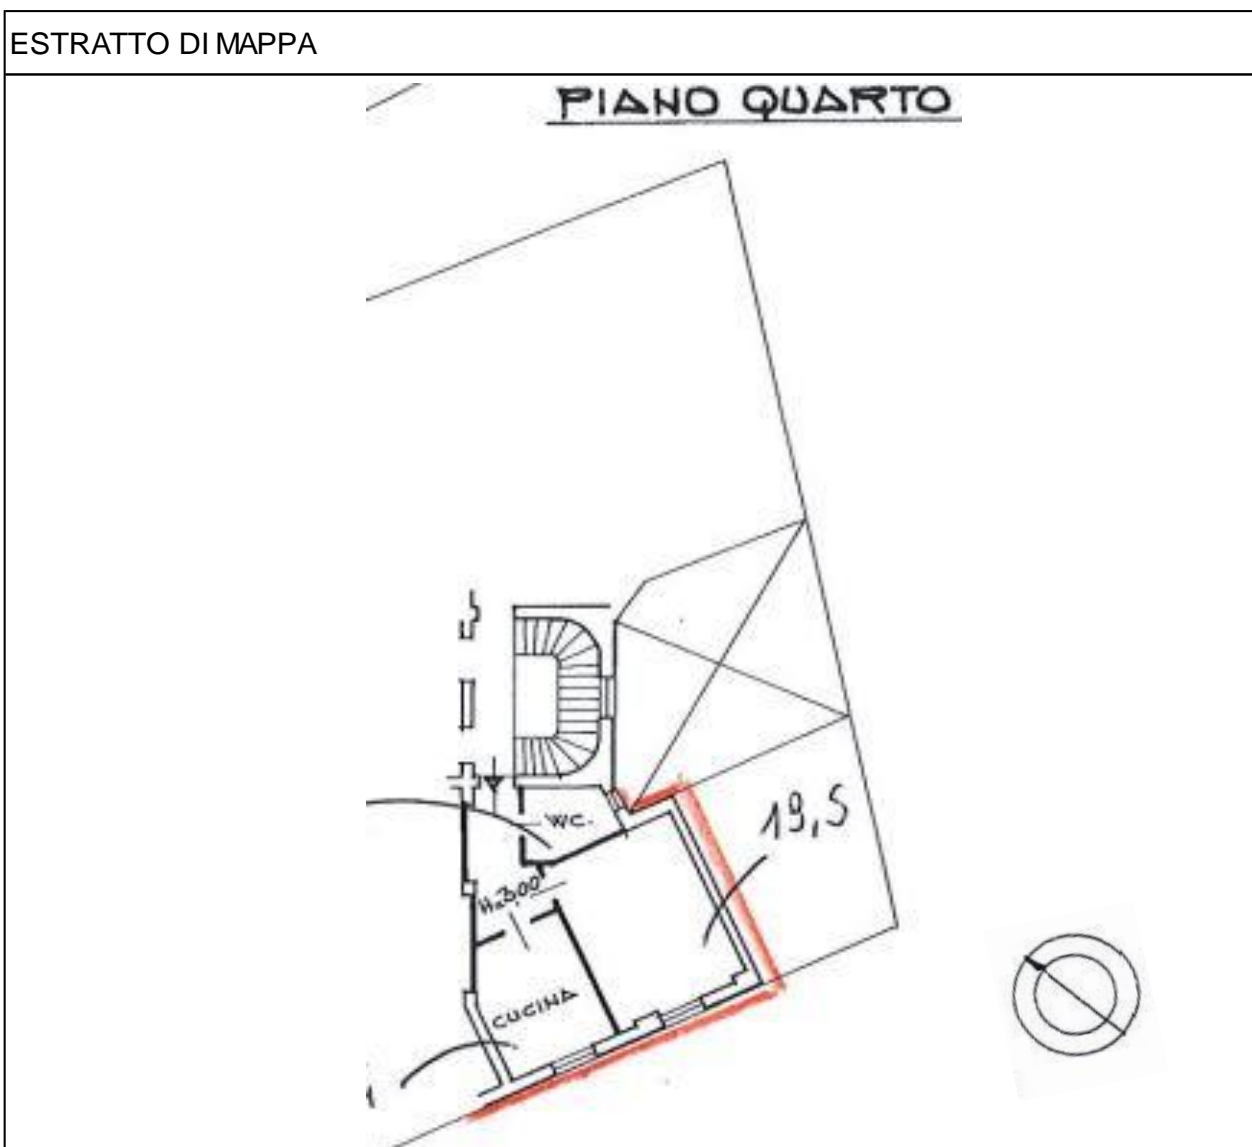 ESTRATTO DI MAPPA
PIANO QUARTO
19,5
WC.
H=3,00
CUCINA